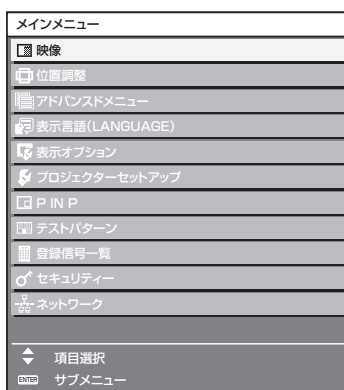 メインメニュー
映像
位置調整
アドバンスドメニュー
表示言語(LANGUAGE)
表示オプション
プロジェクターセットアップ
P IN P
テストパターン
登録信号一覧
セキュリティー
ネットワーク
項目選択
ENTER サブメニュー